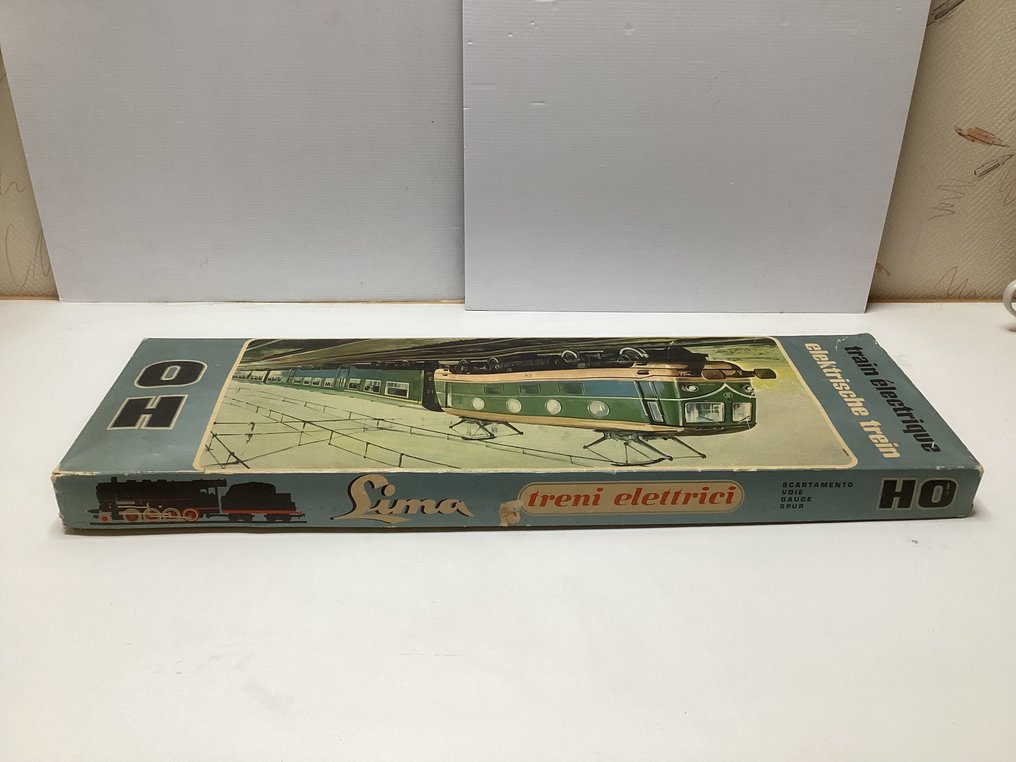 HO
train électrique
elektrische trein
Lima
treni elettrici
SCARTAMENTO
VOIE
GAUGE
SPUR
HO